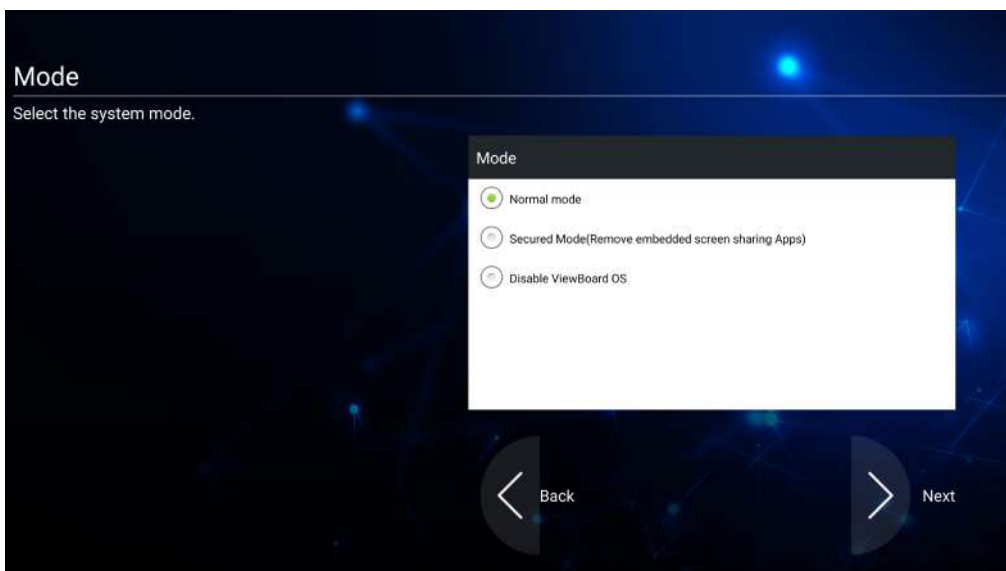 Mode
Select the system mode.
Mode
Normal mode
Secured Mode(Remove embedded screen sharing Apps)
Disable ViewBoard OS
Back
Next